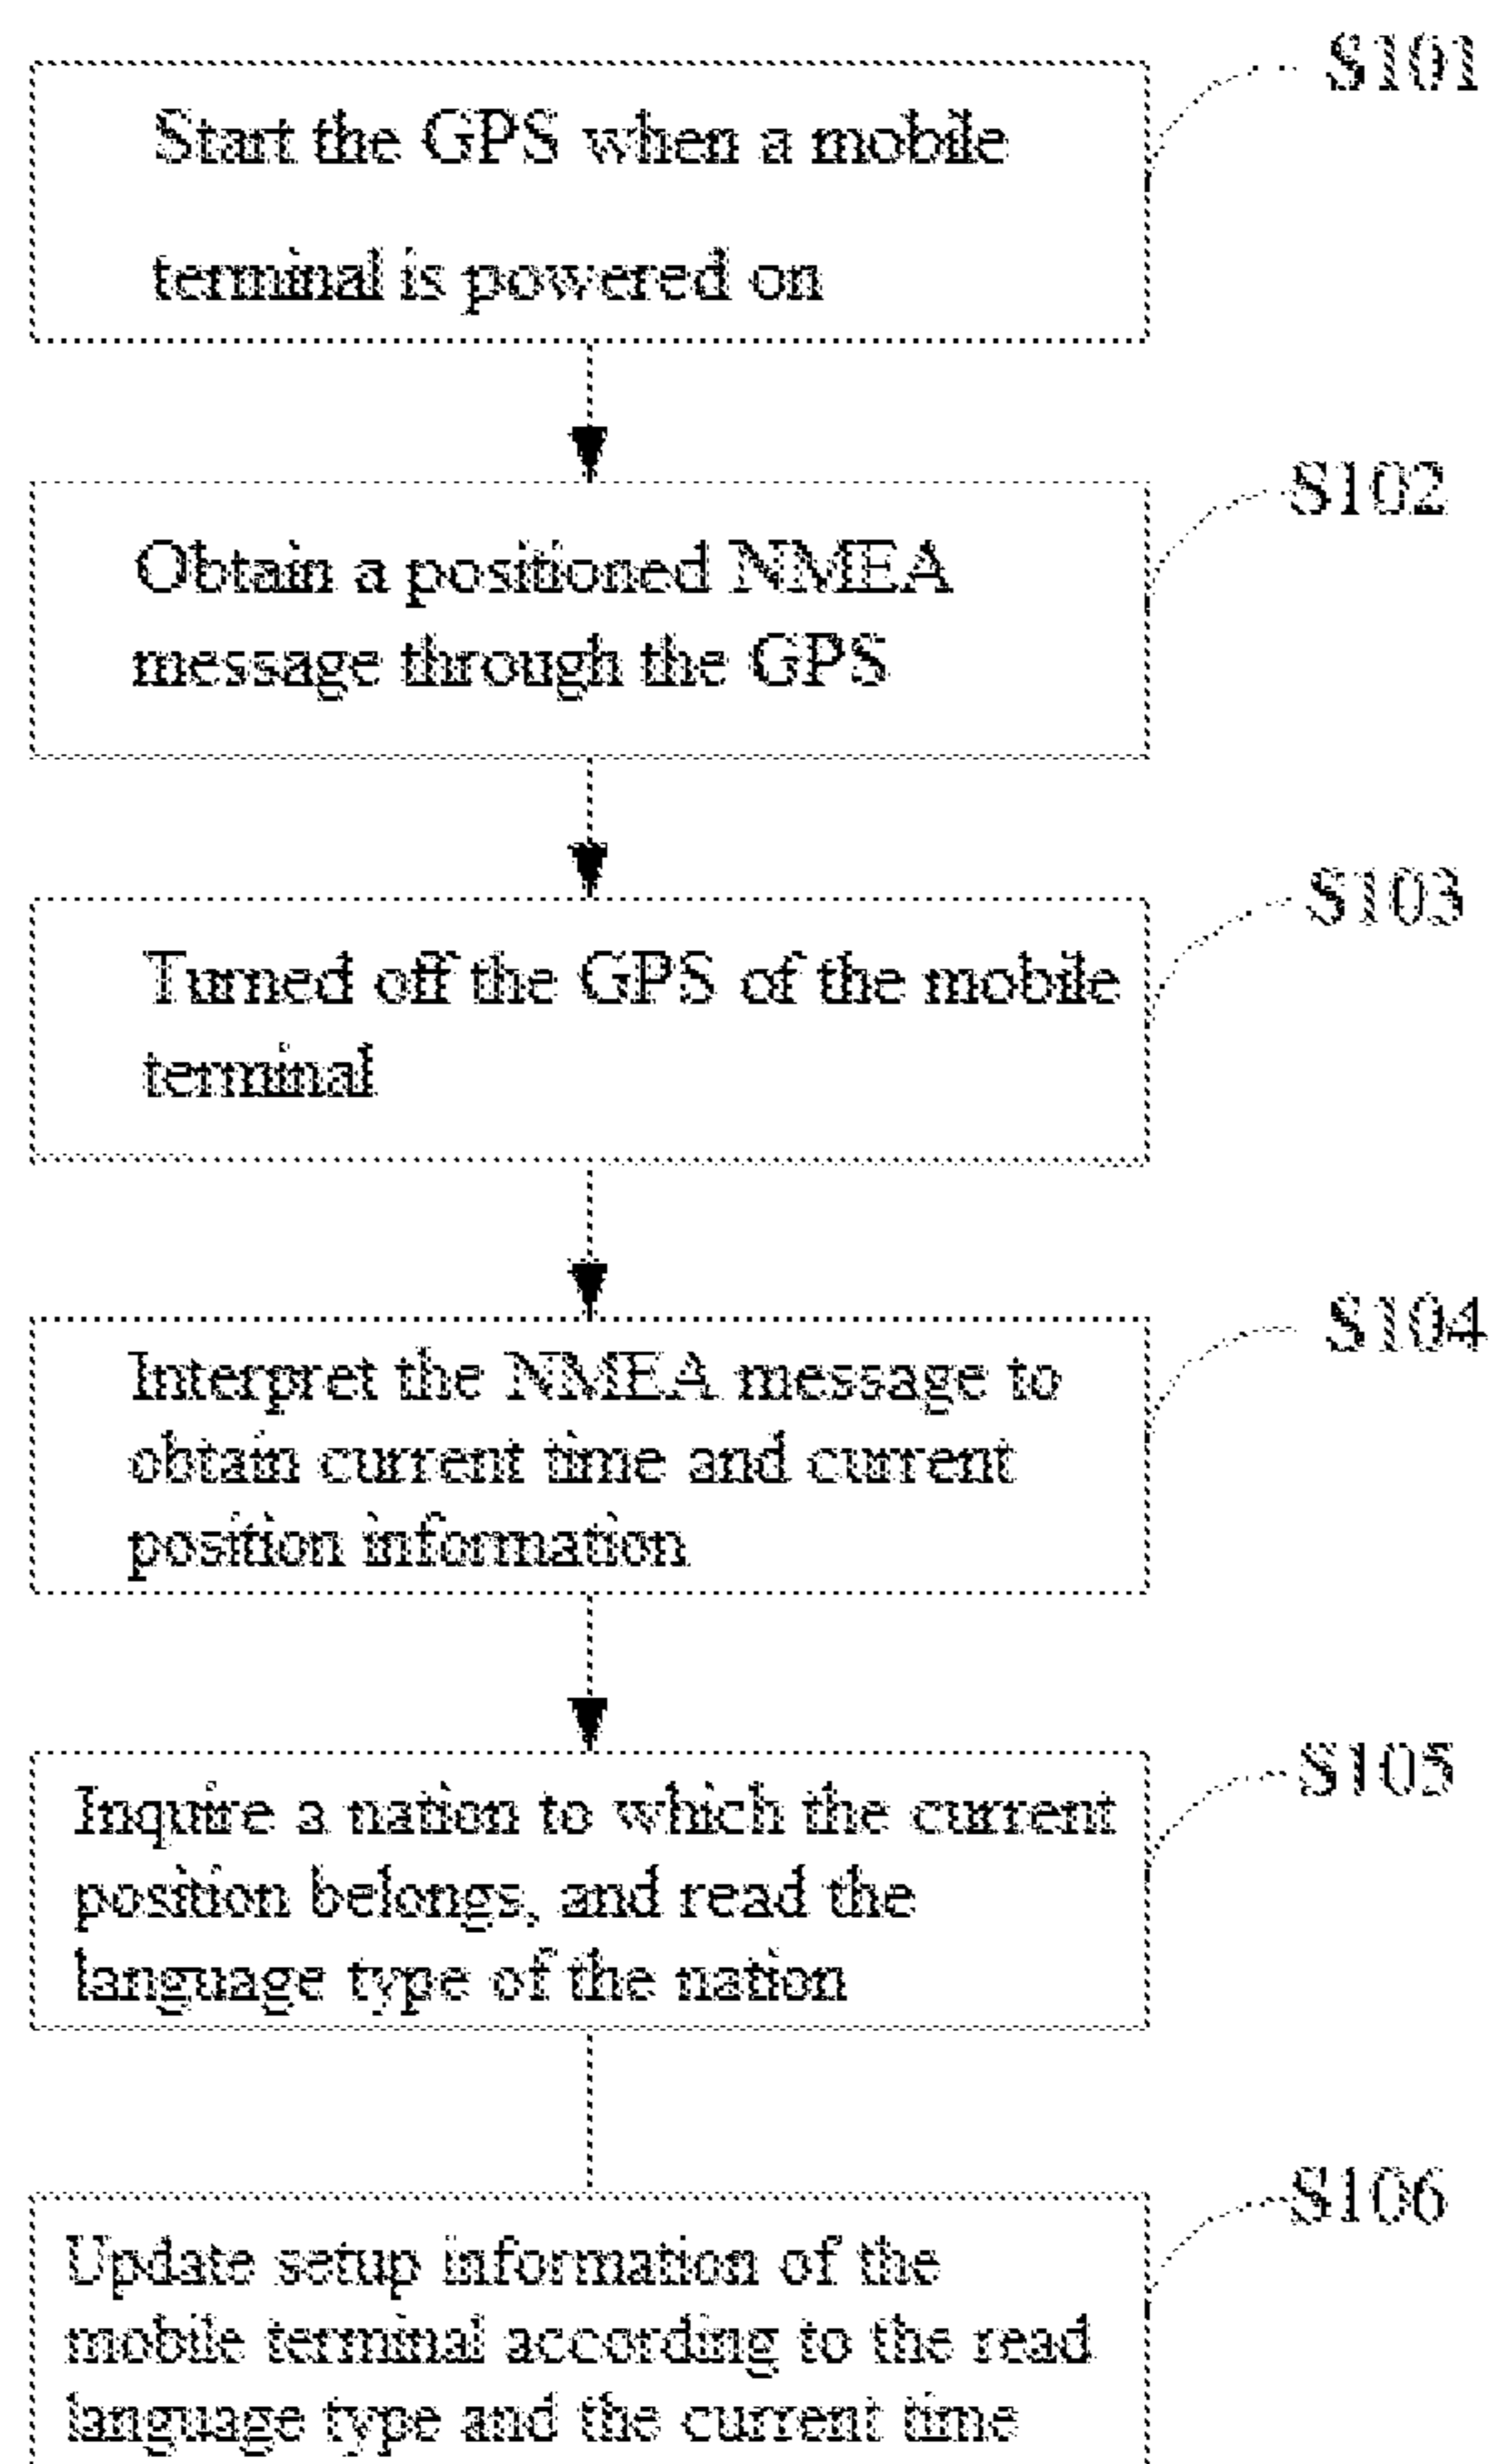 S101
Start the GPS when a mobile
terminal is powered on
S102
Obtain a positioned NMEA
message through the GPS
S103
Turned off the GPS of the mobile
terminal
S104
Interpret the NMEA message to
obtain current time and current
position information
S105
Inquire a nation to which the current
position belongs, and read the
language type of the nation
S106
Update setup information of the
mobile terminal according to the read
language type and the current time